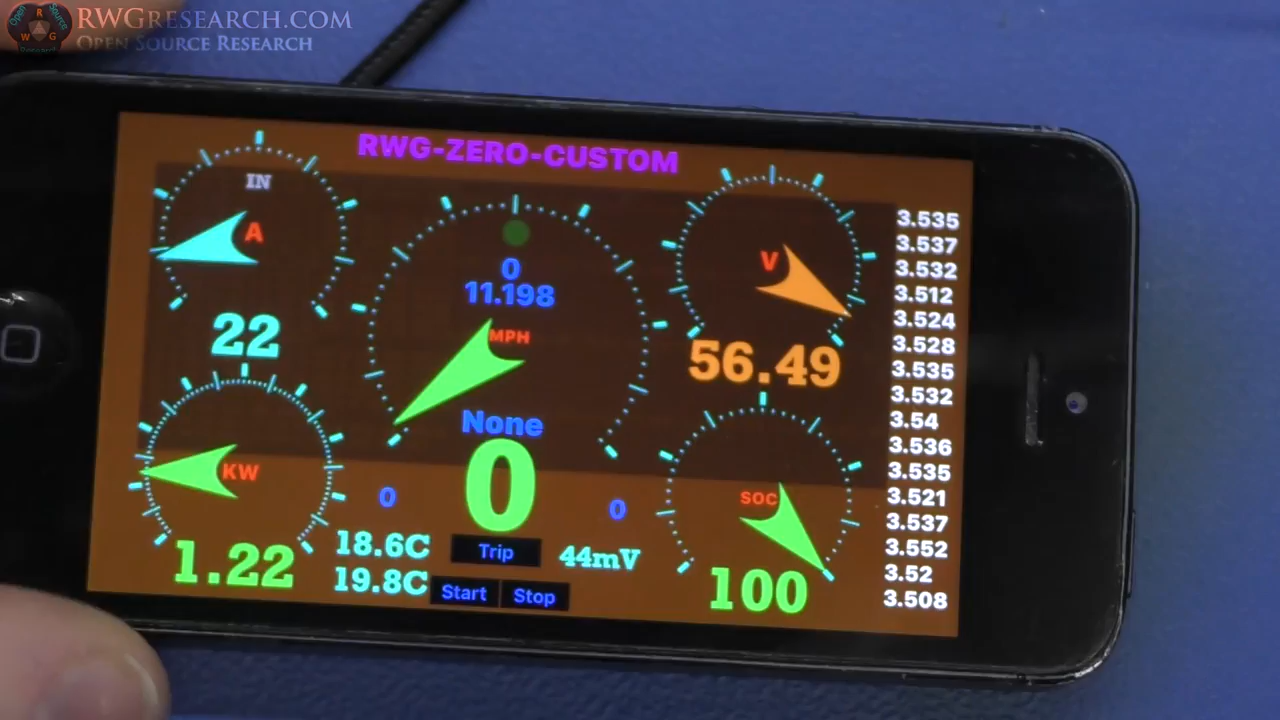 RWGRESEARCH.COM
OPEN SOURCE RESEARCH
Open Source
R
W G
Research
RWG-ZERO-CUSTOM
IN
A
22
KW
1.22
0
11.198
MPH
None
0
0
0
18.6C
19.8C
Trip
Start
Stop
44mV
V
56.49
SOC
100
3.535
3.537
3.532
3.512
3.524
3.528
3.535
3.532
3.54
3.536
3.535
3.521
3.537
3.552
3.52
3.508